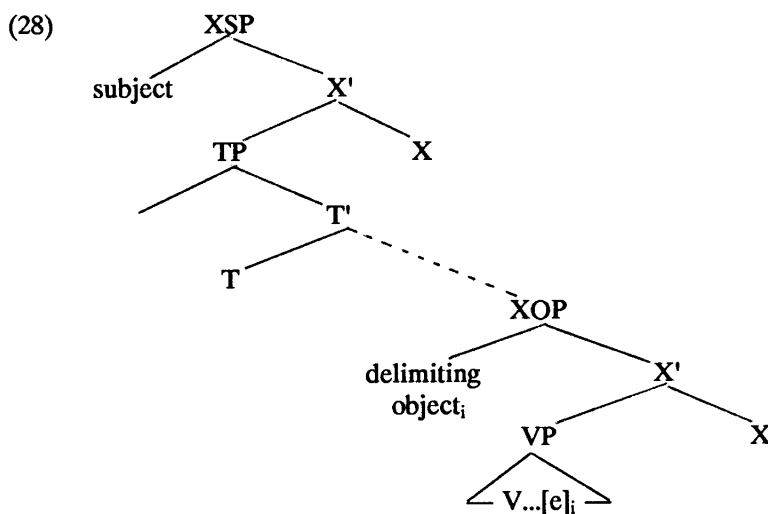 (28)
XSP
subject X'
TP X
T'
T
XOP
delimiting
objectᵢ X'
VP X
V...[e]ᵢ